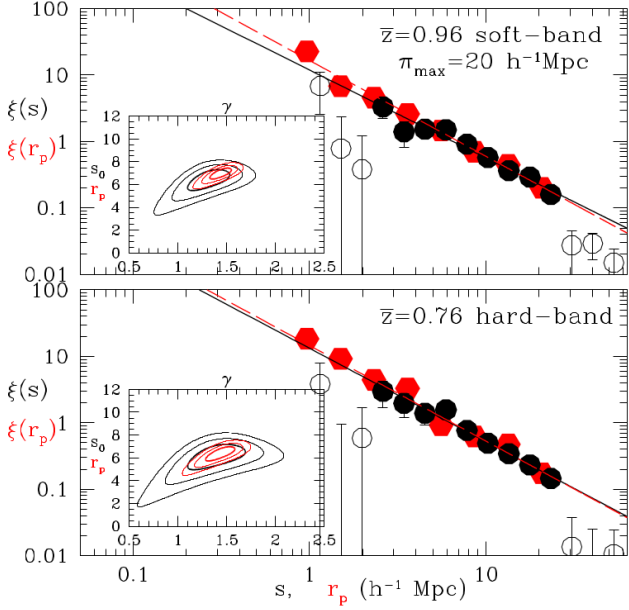 100
10
1
0.1
0.01
ξ(s)
ξ(r_p)
z̄=0.96 soft-band
π_max=20 h⁻¹Mpc
γ
12
10
8
6
4
2
0
s₀
r_p
0.5 1 1.5 2 2.5
100
10
1
0.1
0.01
ξ(s)
ξ(r_p)
z̄=0.76 hard-band
γ
12
10
8
6
4
2
0
s₀
r_p
0.5 1 1.5 2 2.5
0.1 1 10
s, r_p (h⁻¹ Mpc)